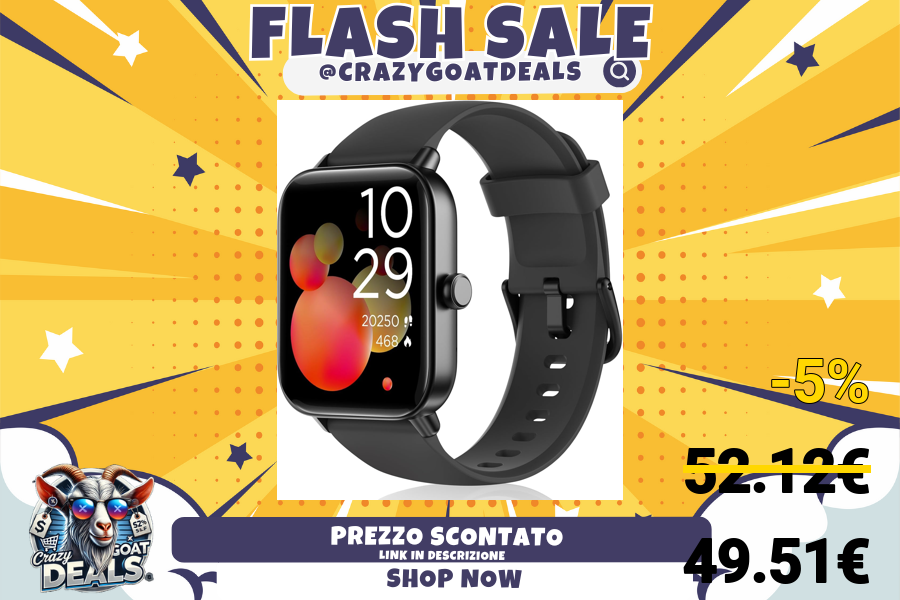 FLASH SALE
@CRAZYGOATDEALS
10
29
20250
468
-5%
52.12€
PREZZO SCONTATO
LINK IN DESCRIZIONE
SHOP NOW
49.51€
$
52%
Crazy
GOAT
DEALS